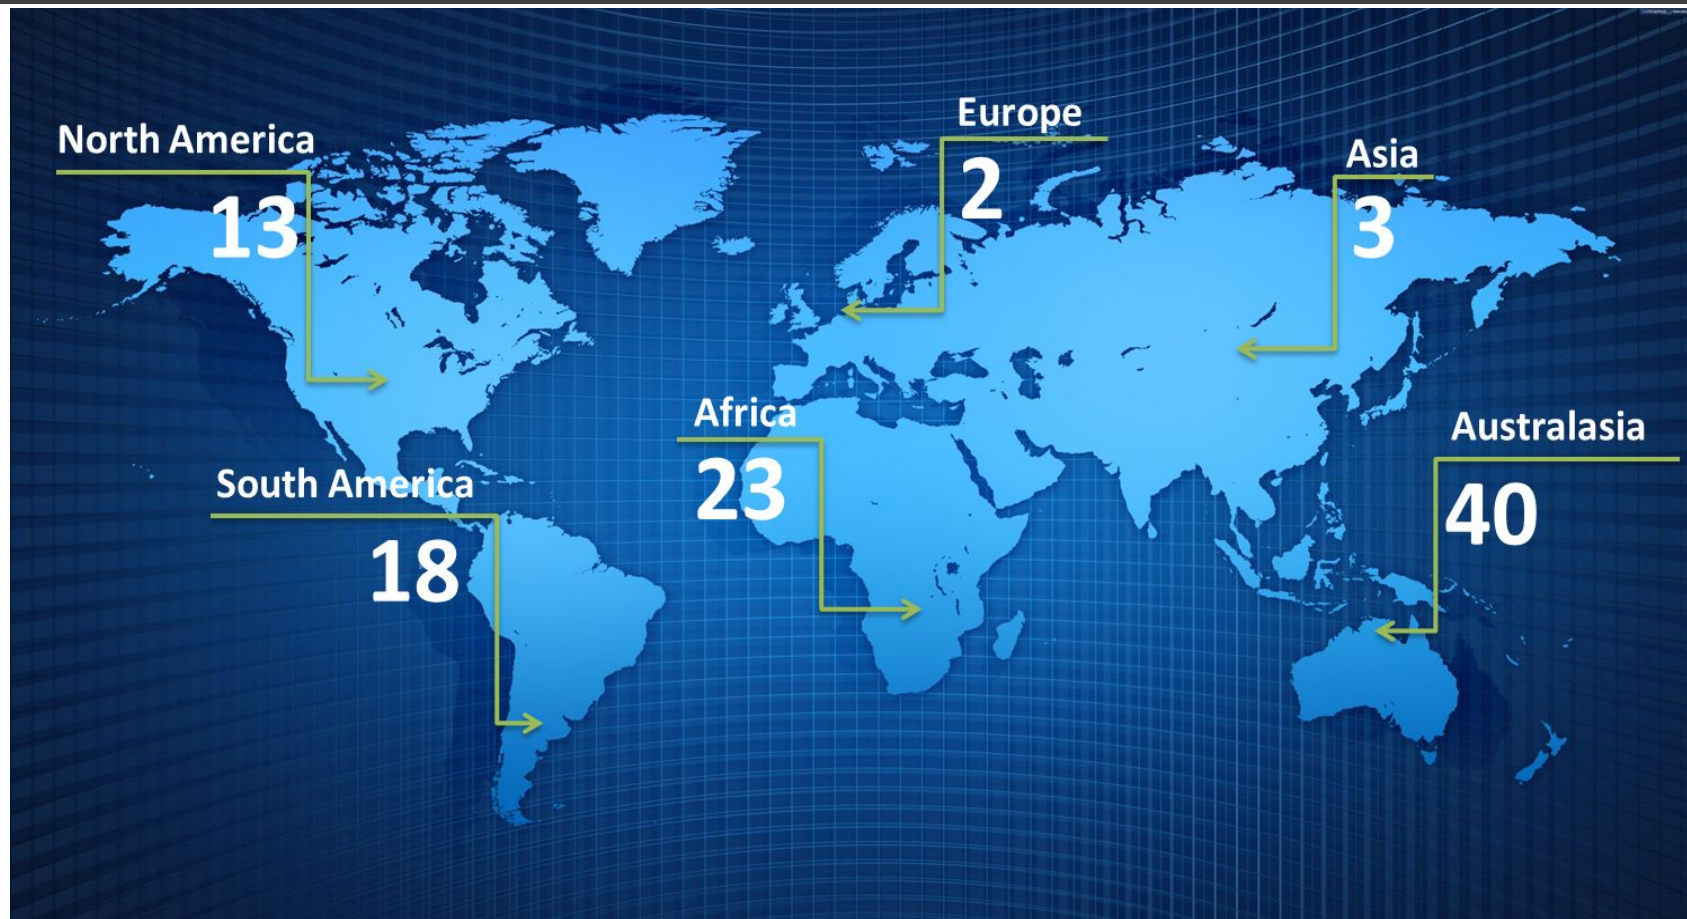 Europe
2
North America
13
Asia
3
Africa
23
Australasia
40
South America
18